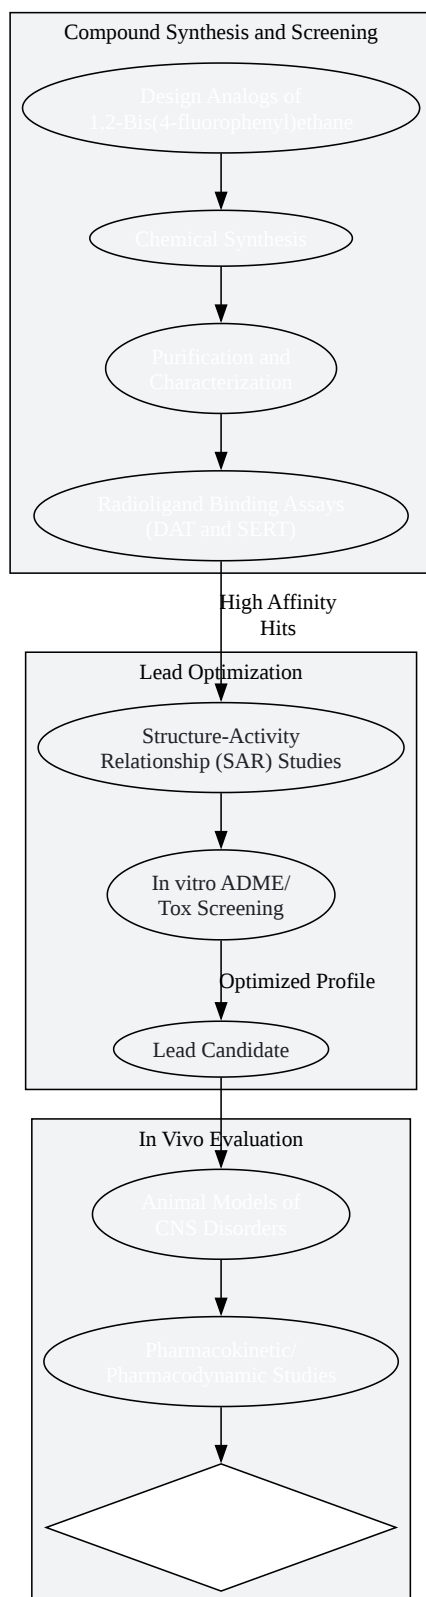 Compound Synthesis and Screening
Design Analogs of
1,2-Bis(4-fluorophenyl)ethane
Chemical Synthesis
Purification and
Characterization
Radioligand Binding Assays
(DAT and SERT)
High Affinity
Hits
Lead Optimization
Structure-Activity
Relationship (SAR) Studies
In vitro ADME/
Tox Screening
Optimized Profile
Lead Candidate
In Vivo Evaluation
Animal Models of
CNS Disorders
Pharmacokinetic/
Pharmacodynamic Studies